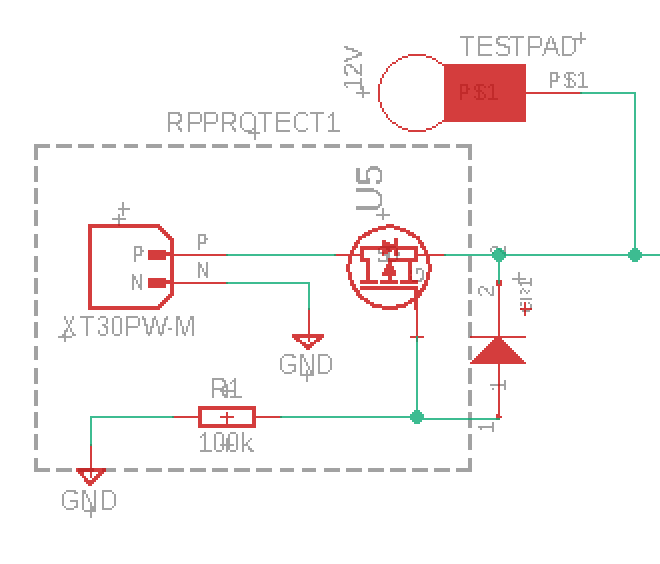 TESTPAD
12V
P$1
P$1
RPPROTECT1
U5
P
P
N
N
2
2
XT30PW-M
GND
1
R1
1
100k
GND